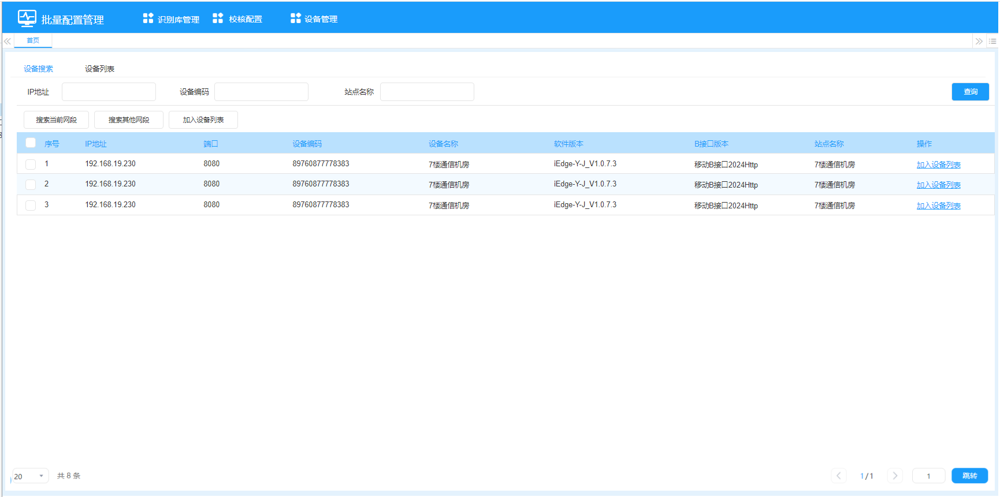 批量配置管理 识别库管理 校核配置 设备管理
首页
设备搜索 设备列表
IP地址 设备编码 站点名称 查询
搜索当前网段 搜索其他网段 加入设备列表
序号 IP地址 端口 设备编码 设备名称 软件版本 B接口版本 站点名称 操作
1 192.168.19.230 8080 89760877778383 7楼通信机房 iEdge-Y-J_V1.0.7.3 移动B接口2024Http 7楼通信机房 加入设备列表
2 192.168.19.230 8080 89760877778383 7楼通信机房 iEdge-Y-J_V1.0.7.3 移动B接口2024Http 7楼通信机房 加入设备列表
3 192.168.19.230 8080 89760877778383 7楼通信机房 iEdge-Y-J_V1.0.7.3 移动B接口2024Http 7楼通信机房 加入设备列表
20 共 8 条 1/1 1 跳转